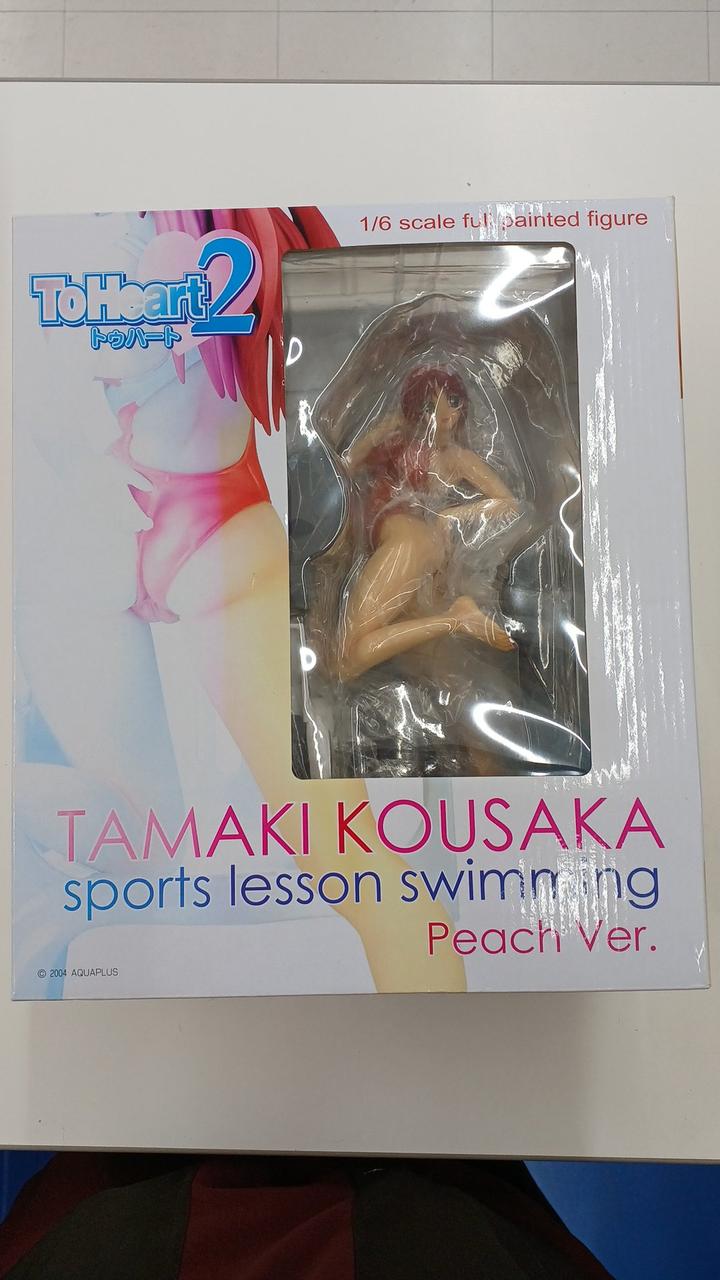 1/6 scale full painted figure
ToHeart2
トゥハート
TAMAKI KOUSAKA
sports lesson swimming
Peach Ver.
© 2004 AQUAPLUS